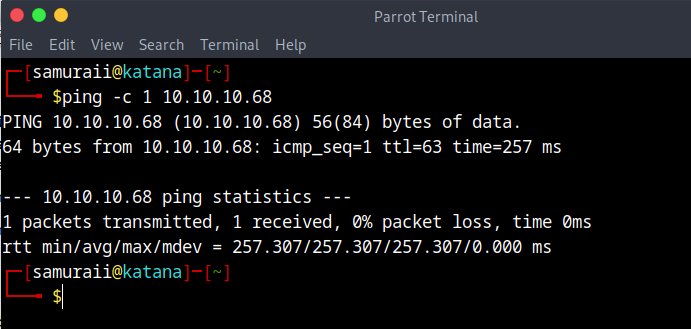 Parrot Terminal
File Edit View Search Terminal Help
┌─[samuraii@katana]─[~]
└──╼ $ping -c 1 10.10.10.68
PING 10.10.10.68 (10.10.10.68) 56(84) bytes of data.
64 bytes from 10.10.10.68: icmp_seq=1 ttl=63 time=257 ms
--- 10.10.10.68 ping statistics ---
1 packets transmitted, 1 received, 0% packet loss, time 0ms
rtt min/avg/max/mdev = 257.307/257.307/257.307/0.000 ms
┌─[samuraii@katana]─[~]
└──╼ $